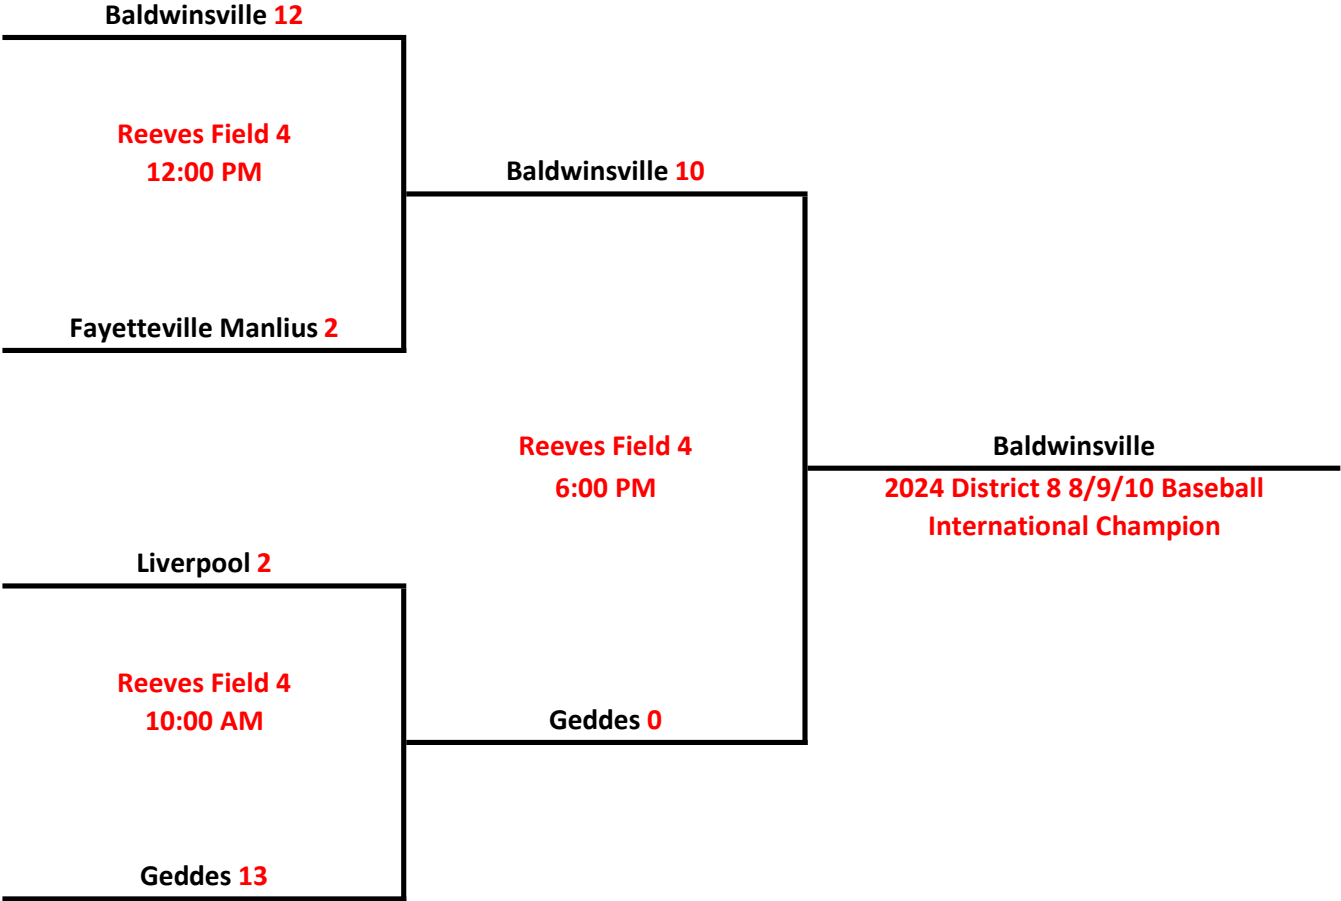 Baldwinsville 12
Reeves Field 4
12:00 PM
Baldwinsville 10
Fayetteville Manlius 2
Reeves Field 4
6:00 PM
Baldwinsville
2024 District 8 8/9/10 Baseball
International Champion
Liverpool 2
Reeves Field 4
10:00 AM
Geddes 0
Geddes 13